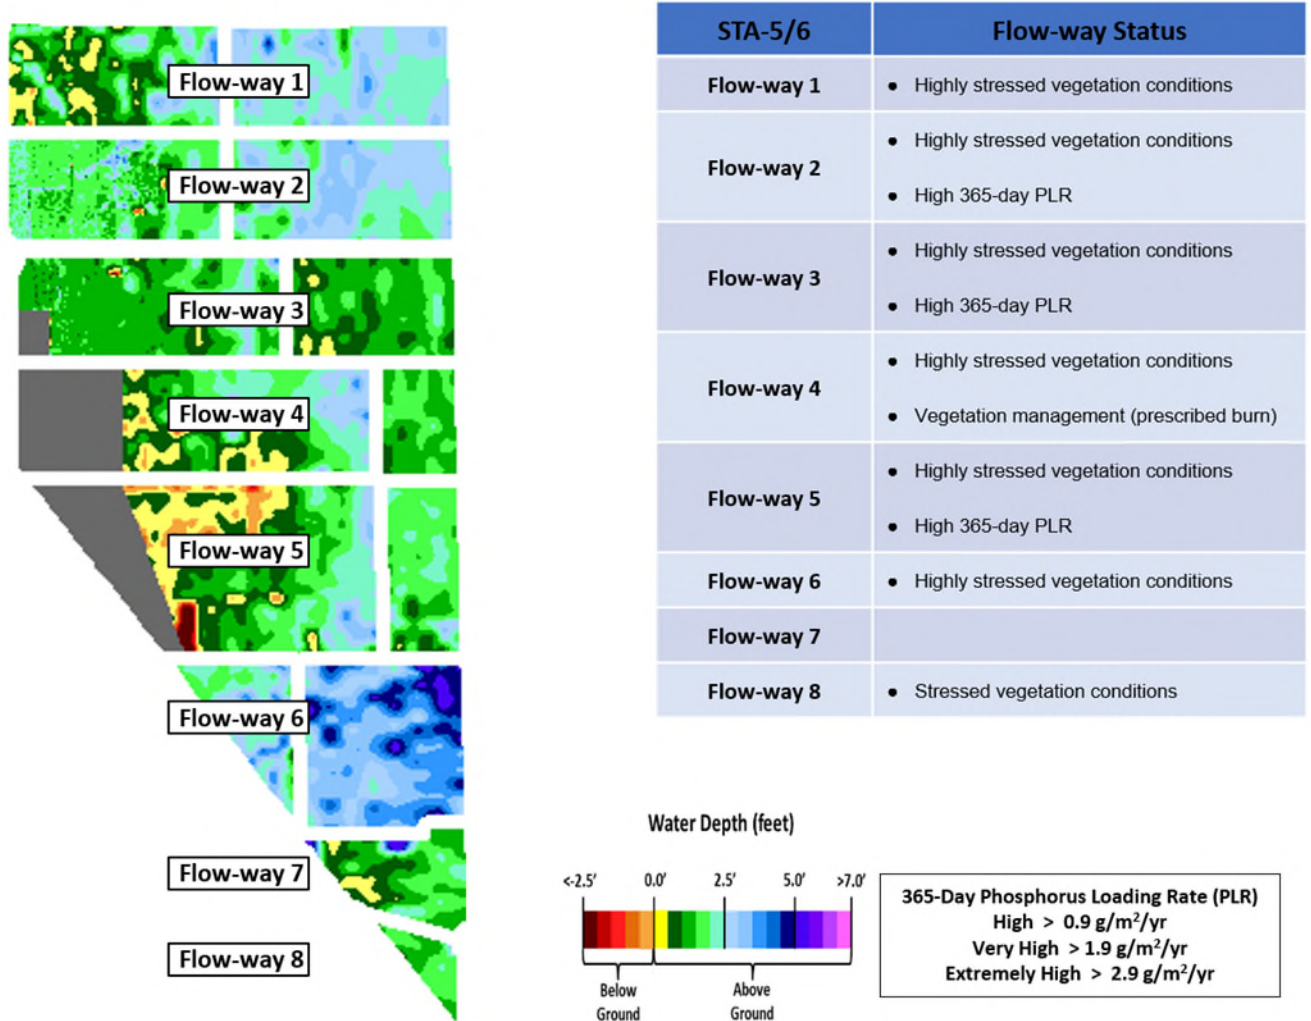 Flow-way 1
Flow-way 2
Flow-way 3
Flow-way 4
Flow-way 5
Flow-way 6
Flow-way 7
Flow-way 8
STA-5/6 Flow-way Status
Flow-way 1
• Highly stressed vegetation conditions
Flow-way 2
• Highly stressed vegetation conditions
• High 365-day PLR
Flow-way 3
• Highly stressed vegetation conditions
• High 365-day PLR
Flow-way 4
• Highly stressed vegetation conditions
• Vegetation management (prescribed burn)
Flow-way 5
• Highly stressed vegetation conditions
• High 365-day PLR
Flow-way 6
• Highly stressed vegetation conditions
Flow-way 7
Flow-way 8
• Stressed vegetation conditions
Water Depth (feet)
<-2.5' 0.0' 2.5' 5.0' >7.0'
Below Ground
Above Ground
365-Day Phosphorus Loading Rate (PLR)
High > 0.9 g/m²/yr
Very High > 1.9 g/m²/yr
Extremely High > 2.9 g/m²/yr